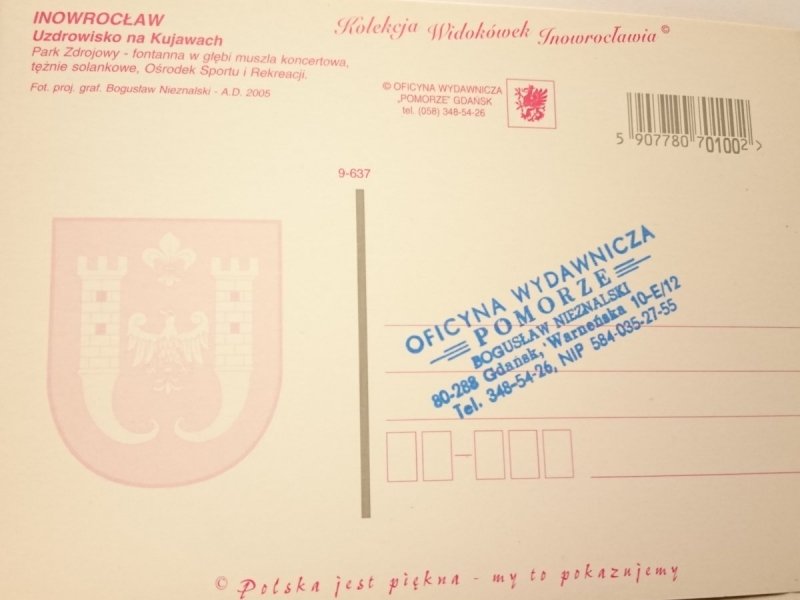 INOWROCŁAW
Uzdrowisko na Kujawach
Park Zdrojowy - fontanna w głębi muszla koncertowa,
tężnie solankowe, Ośrodek Sportu i Rekreacji.
Fot. proj. graf. Bogusław Nieznalski - A.D. 2005
Kolekcja Widokówek Inowrocławia ©
© OFICYNA WYDAWNICZA
„POMORZE" GDAŃSK
tel. (058) 348-54-26
5 907780 701002 >
9-637
OFICYNA WYDAWNICZA
POMORZE
BOGUSŁAW NIEZNALSKI
80-288 Gdańsk, Warneńska 10-E/12
Tel. 348-54-26, NIP 584-035-27-55
© Polska jest piękna - my to pokazujemy